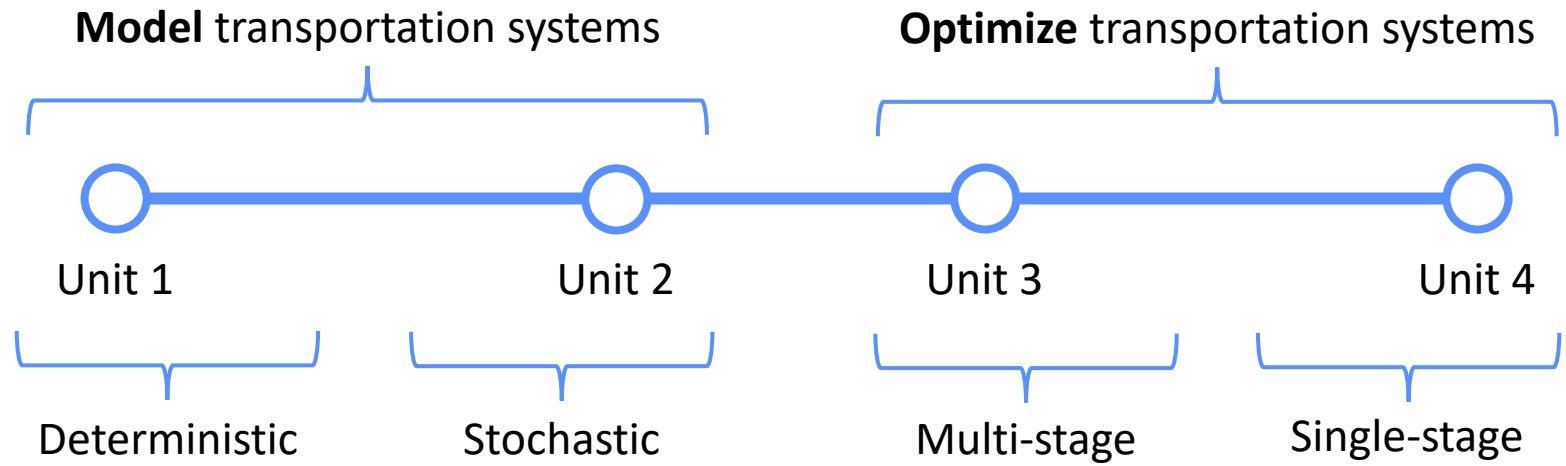 Model transportation systems
Optimize transportation systems
Unit 1
Unit 2
Unit 3
Unit 4
Deterministic
Stochastic
Multi-stage
Single-stage